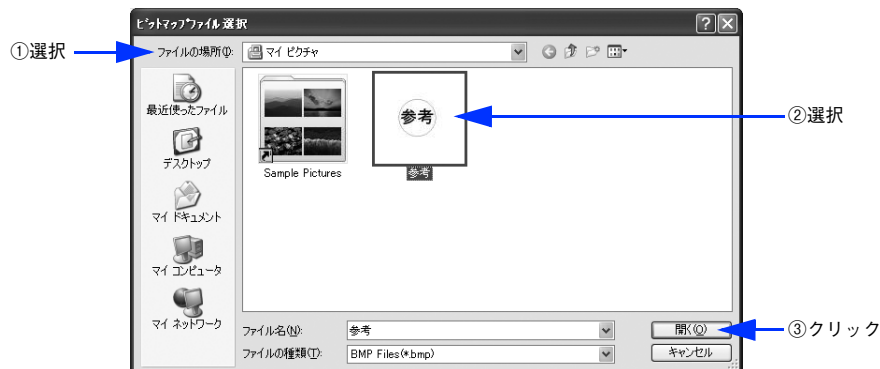 ﾋﾞｯﾄﾏｯﾌﾟﾌｧｲﾙ選択
①選択
ファイルの場所(I):
マイ ピクチャ
最近使ったファイル
デスクトップ
マイ ドキュメント
マイ コンピュータ
マイ ネットワーク
Sample Pictures
参考
参考
②選択
ファイル名(N):
参考
開く(O)
③クリック
ファイルの種類(T):
BMP Files(*.bmp)
キャンセル